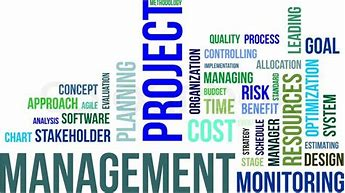 METHODOLOGY
PROJECT
PLANNING
CONCEPT
APPROACH
AGILE
EVALUATION
ANALYSIS
SOFTWARE
CHART
STAKEHOLDER
MANAGEMENT
ORGANIZATION
QUALITY
PROCESS
CONTROLLING
IMPLEMENTATION
ALLOCATION
MANAGING
BUDGET
RISK
STANDARD
TIME
BENEFIT
COST
STRATEGY
STAGE
SCHEDULE
MANAGER
RESOURCES
LEADING
GOAL
OPTIMIZATION
SYSTEM
ESTIMATING
DESIGN
MONITORING